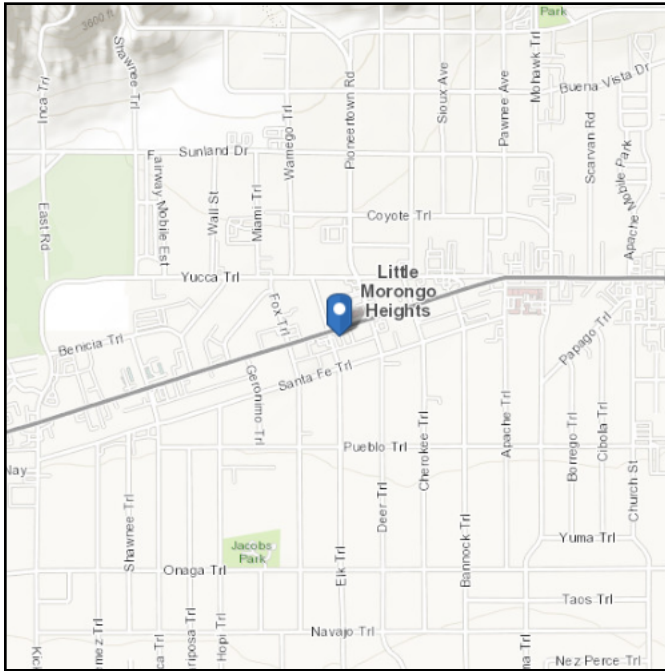 3600 ft
Park
Inca Trl
Shawnee Trl
Wamego Trl
Pioneertown Rd
Sioux Ave
Pawnee Ave
Mohawk Trl
Buena Vista Dr
Scarvan Rd
Apache Mobile Park
Sunland Dr
Fairway Mobile Est
Wall St
Miami Trl
East Rd
Coyote Trl
Yucca Trl
Little
Morongo
Heights
Fox Trl
Benicia Trl
Geronimo Trl
Santa Fe Trl
Papago Trl
Pueblo Trl
Cherokee Trl
Apache Trl
Borrego Trl
Cibola Trl
Church St
Shawnee Trl
Deer Trl
Jacobs
Park
Elk Trl
Bannock Trl
Yuma Trl
Onaga Trl
Taos Trl
Hopi Trl
Navajo Trl
Nez Perce Trl